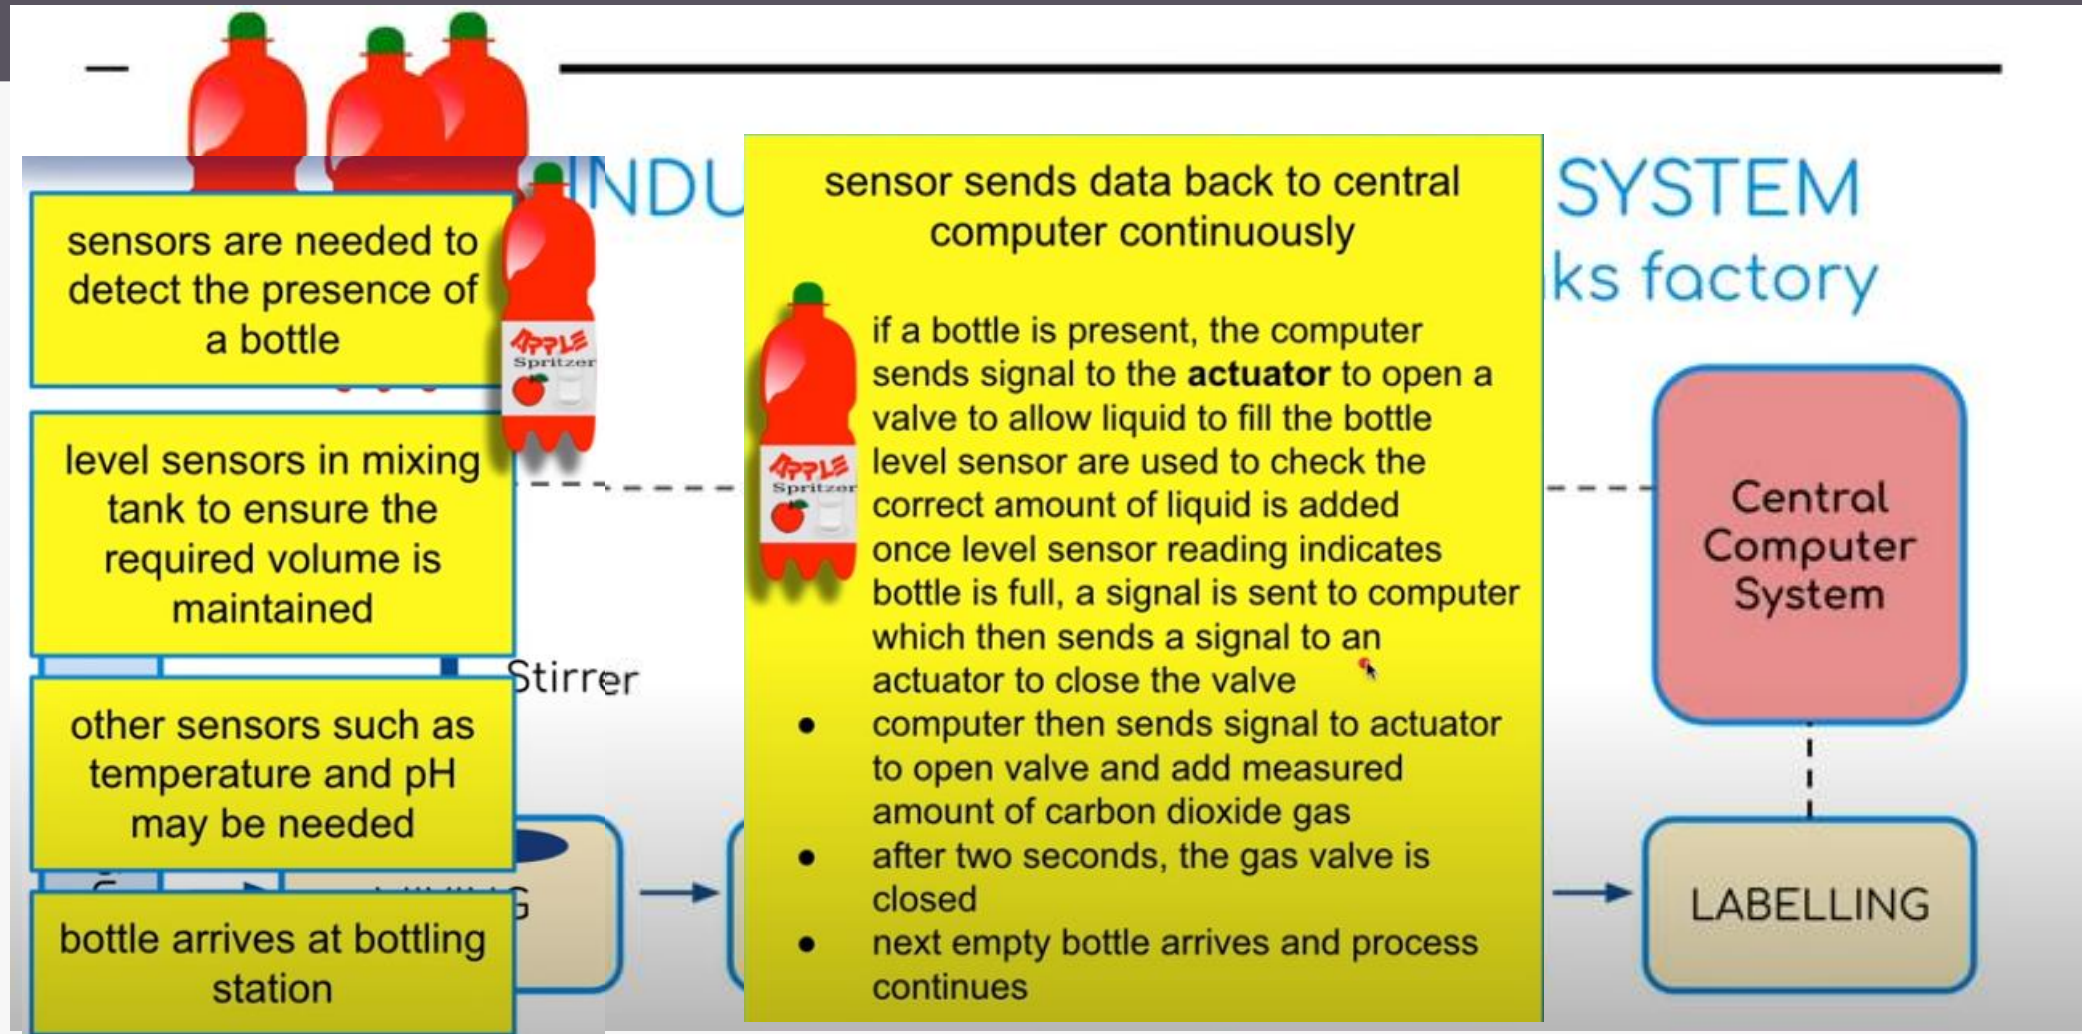 SYSTEM
factory
sensors are needed to
detect the presence of
a bottle
APPLE
Spritzer
level sensors in mixing
tank to ensure the
required volume is
maintained
Stirrer
other sensors such as
temperature and pH
may be needed
bottle arrives at bottling
station
sensor sends data back to central
computer continuously
if a bottle is present, the computer
sends signal to the actuator to open a
valve to allow liquid to fill the bottle
level sensor are used to check the
correct amount of liquid is added
once level sensor reading indicates
bottle is full, a signal is sent to computer
which then sends a signal to an
actuator to close the valve
● computer then sends signal to actuator
to open valve and add measured
amount of carbon dioxide gas
● after two seconds, the gas valve is
closed
● next empty bottle arrives and process
continues
APPLE
Spritzer
Central
Computer
System
LABELLING